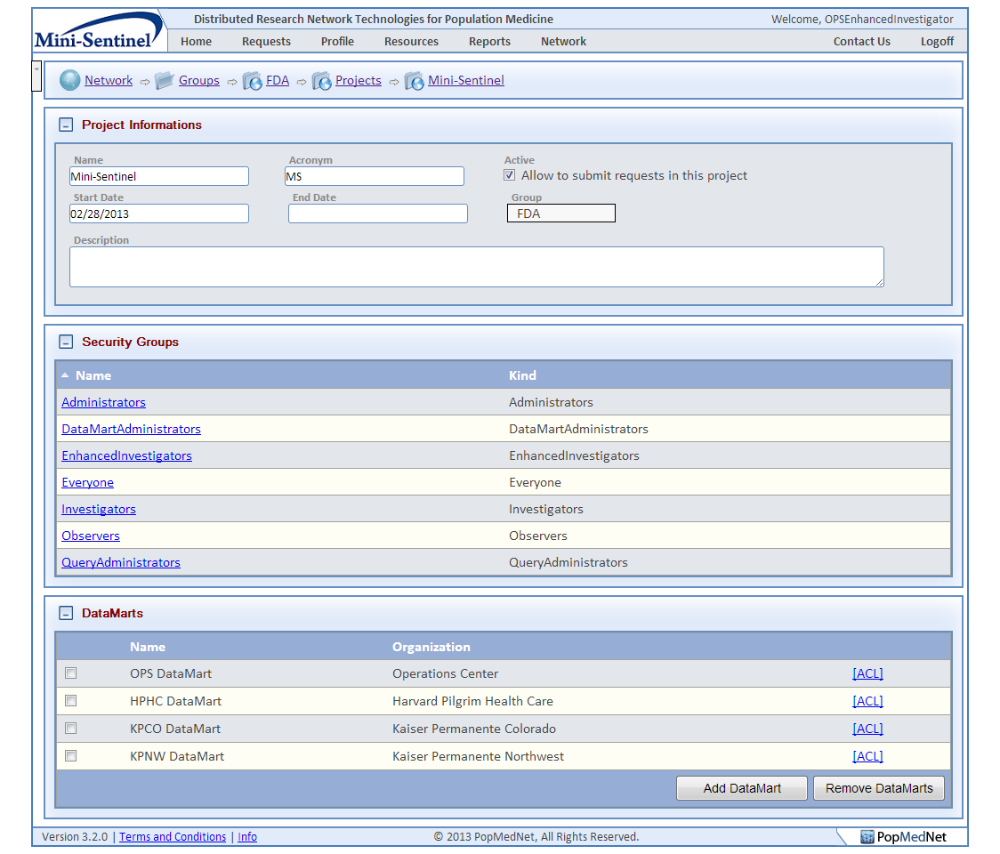 Mini-Sentinel
Distributed Research Network Technologies for Population Medicine
Welcome, OPSEnhancedInvestigator
Home Requests Profile Resources Reports Network Contact Us Logoff
Network Groups FDA Projects Mini-Sentinel
Project Informations
Name Acronym Active
Mini-Sentinel MS Allow to submit requests in this project
Start Date End Date Group
02/28/2013 FDA
Description
Security Groups
Name Kind
Administrators Administrators
DataMartAdministrators DataMartAdministrators
EnhancedInvestigators EnhancedInvestigators
Everyone Everyone
Investigators Investigators
Observers Observers
QueryAdministrators QueryAdministrators
DataMarts
Name Organization
OPS DataMart Operations Center [ACL]
HPHC DataMart Harvard Pilgrim Health Care [ACL]
KPCO DataMart Kaiser Permanente Colorado [ACL]
KPNW DataMart Kaiser Permanente Northwest [ACL]
Add DataMart Remove DataMarts
Version 3.2.0 | Terms and Conditions | Info © 2013 PopMedNet, All Rights Reserved. PopMedNet